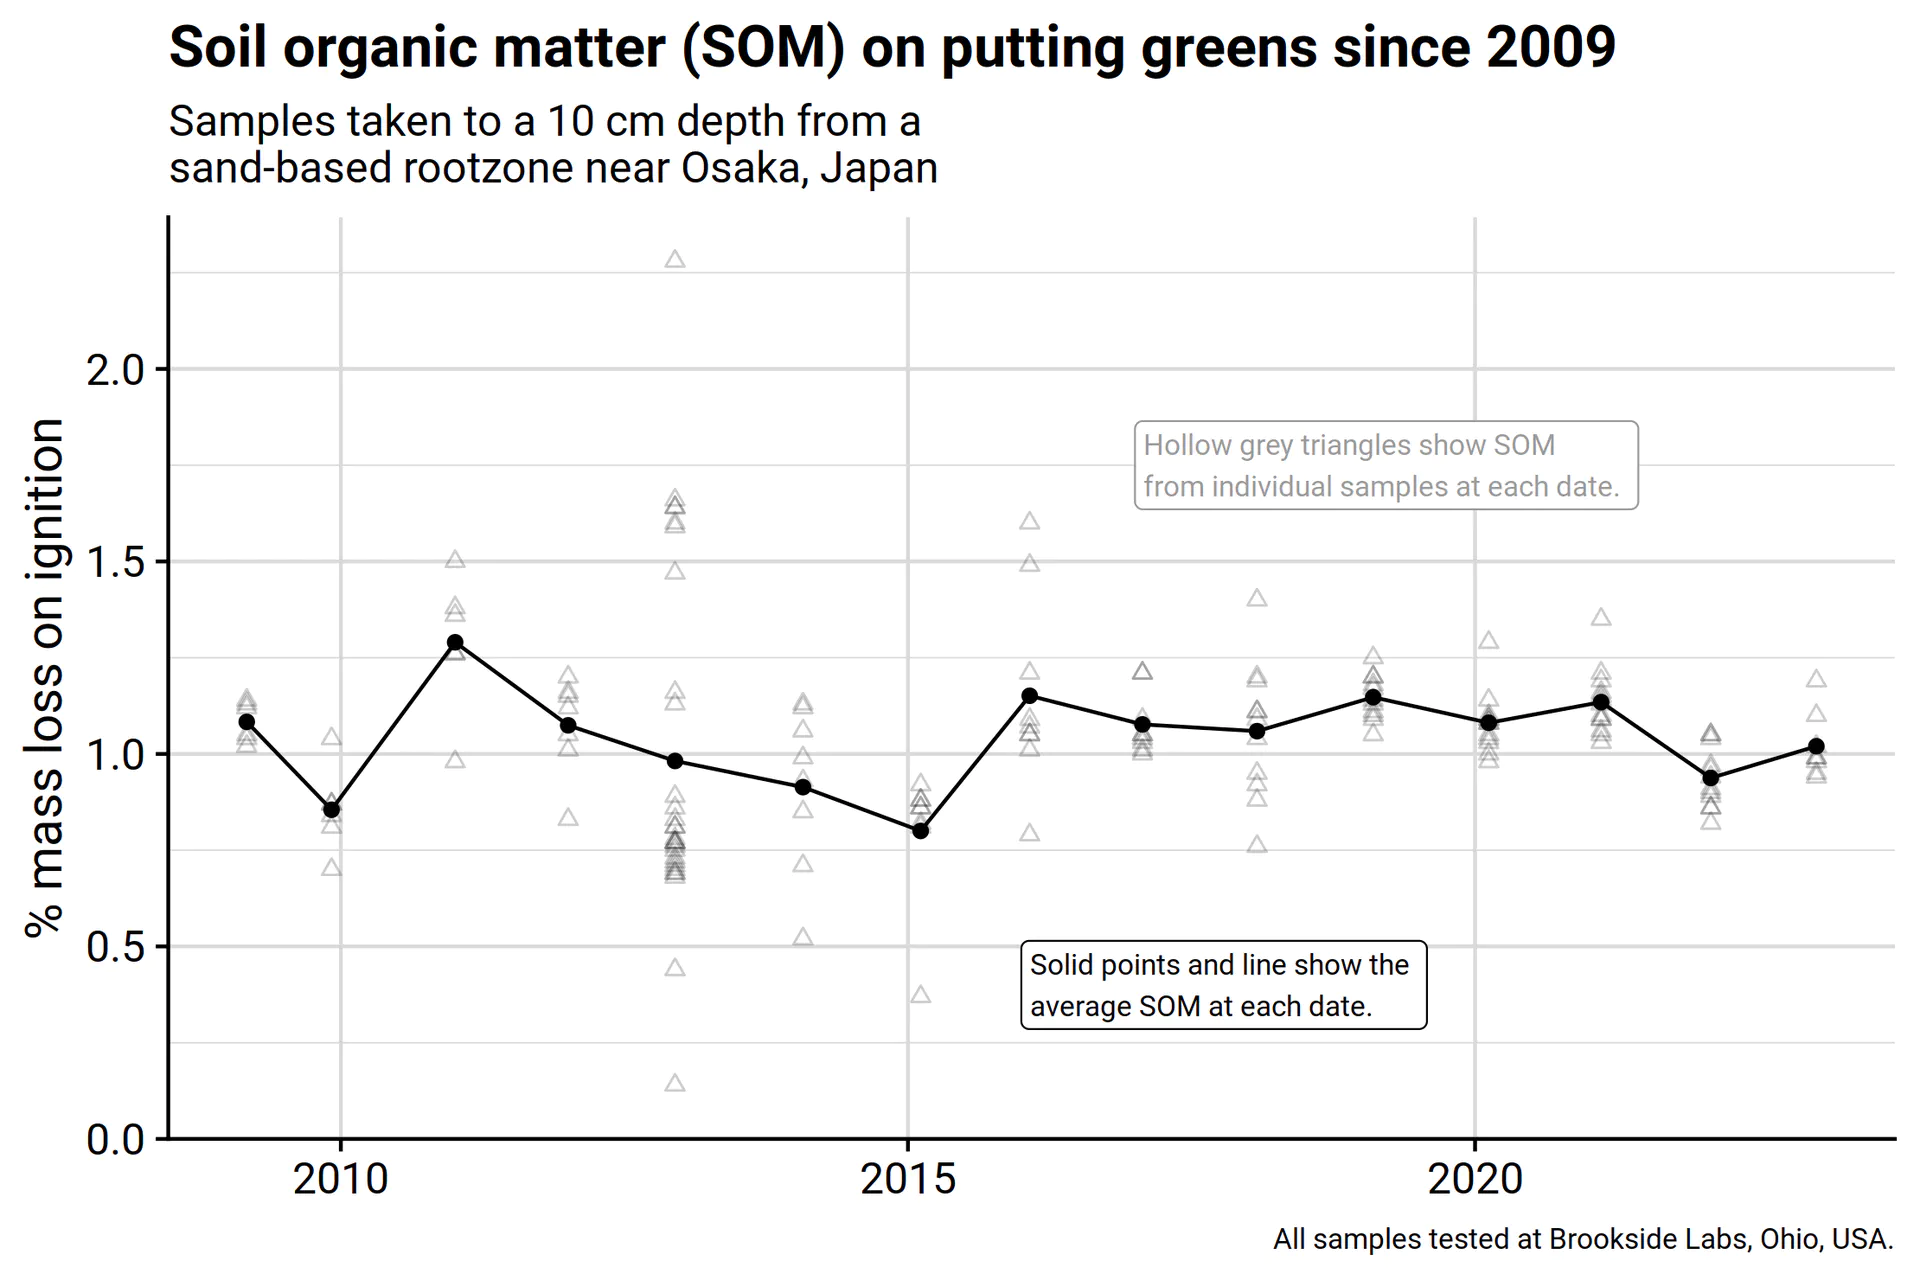 Soil organic matter (SOM) on putting greens since 2009
Samples taken to a 10 cm depth from a
sand-based rootzone near Osaka, Japan
% mass loss on ignition
2.0
1.5
1.0
0.5
0.0
Hollow grey triangles show SOM
from individual samples at each date.
Solid points and line show the
average SOM at each date.
2010
2015
2020
All samples tested at Brookside Labs, Ohio, USA.